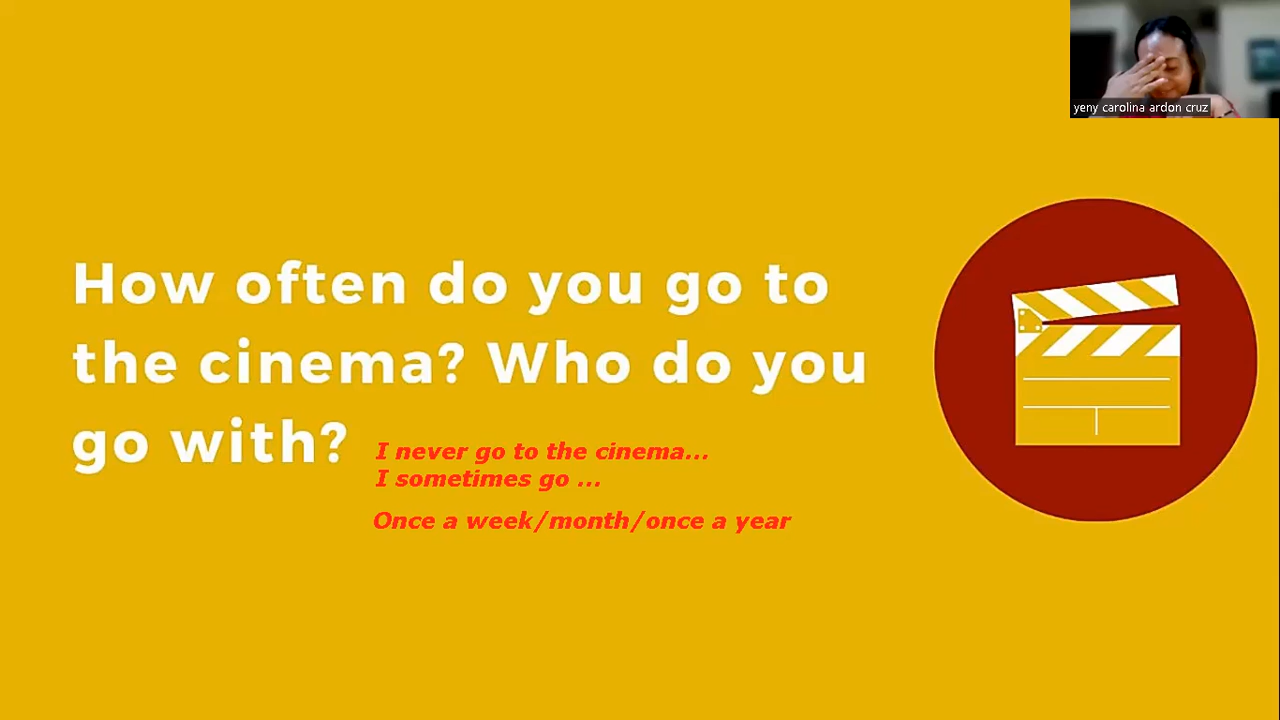 yeny carolina ardon cruz
How often do you go to
the cinema? Who do you
go with?
I never go to the cinema...
I sometimes go ...
Once a week/month/once a year